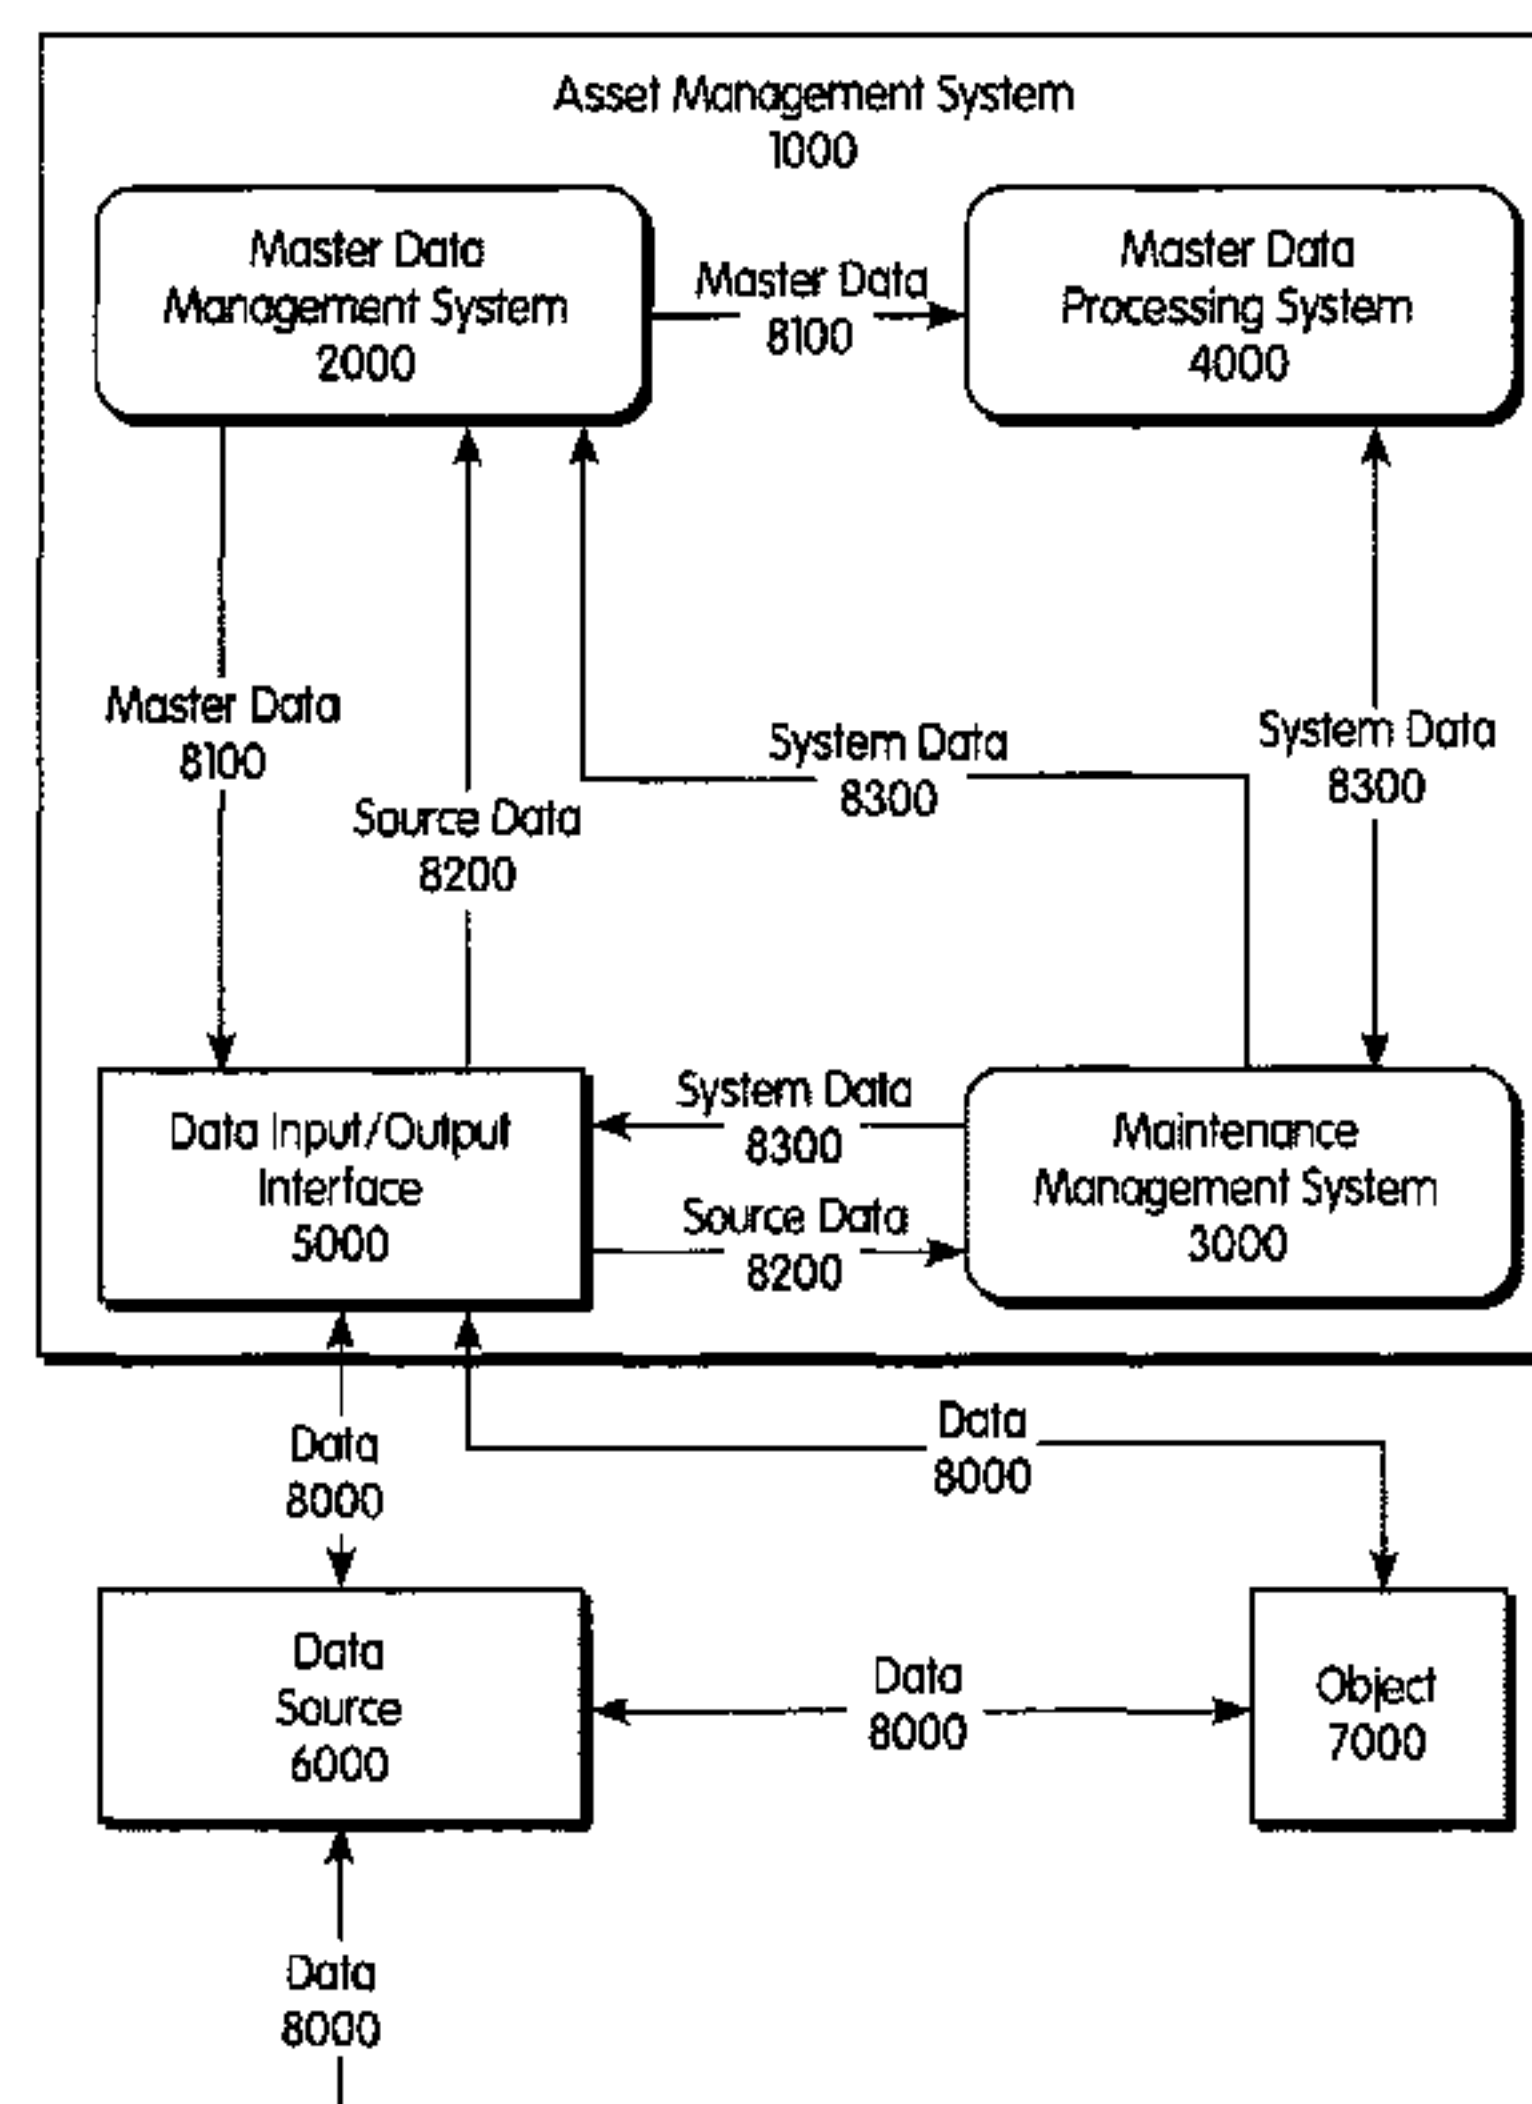 Asset Management System
1000
Master Data
Management System
2000
Master Data
8100
Master Data
Processing System
4000
Master Data
8100
Source Data
8200
System Data
8300
System Data
8300
Data Input/Output
Interface
5000
System Data
8300
Source Data
8200
Maintenance
Management System
3000
Data
8000
Data
8000
Data
Source
6000
Data
8000
Object
7000
Data
8000